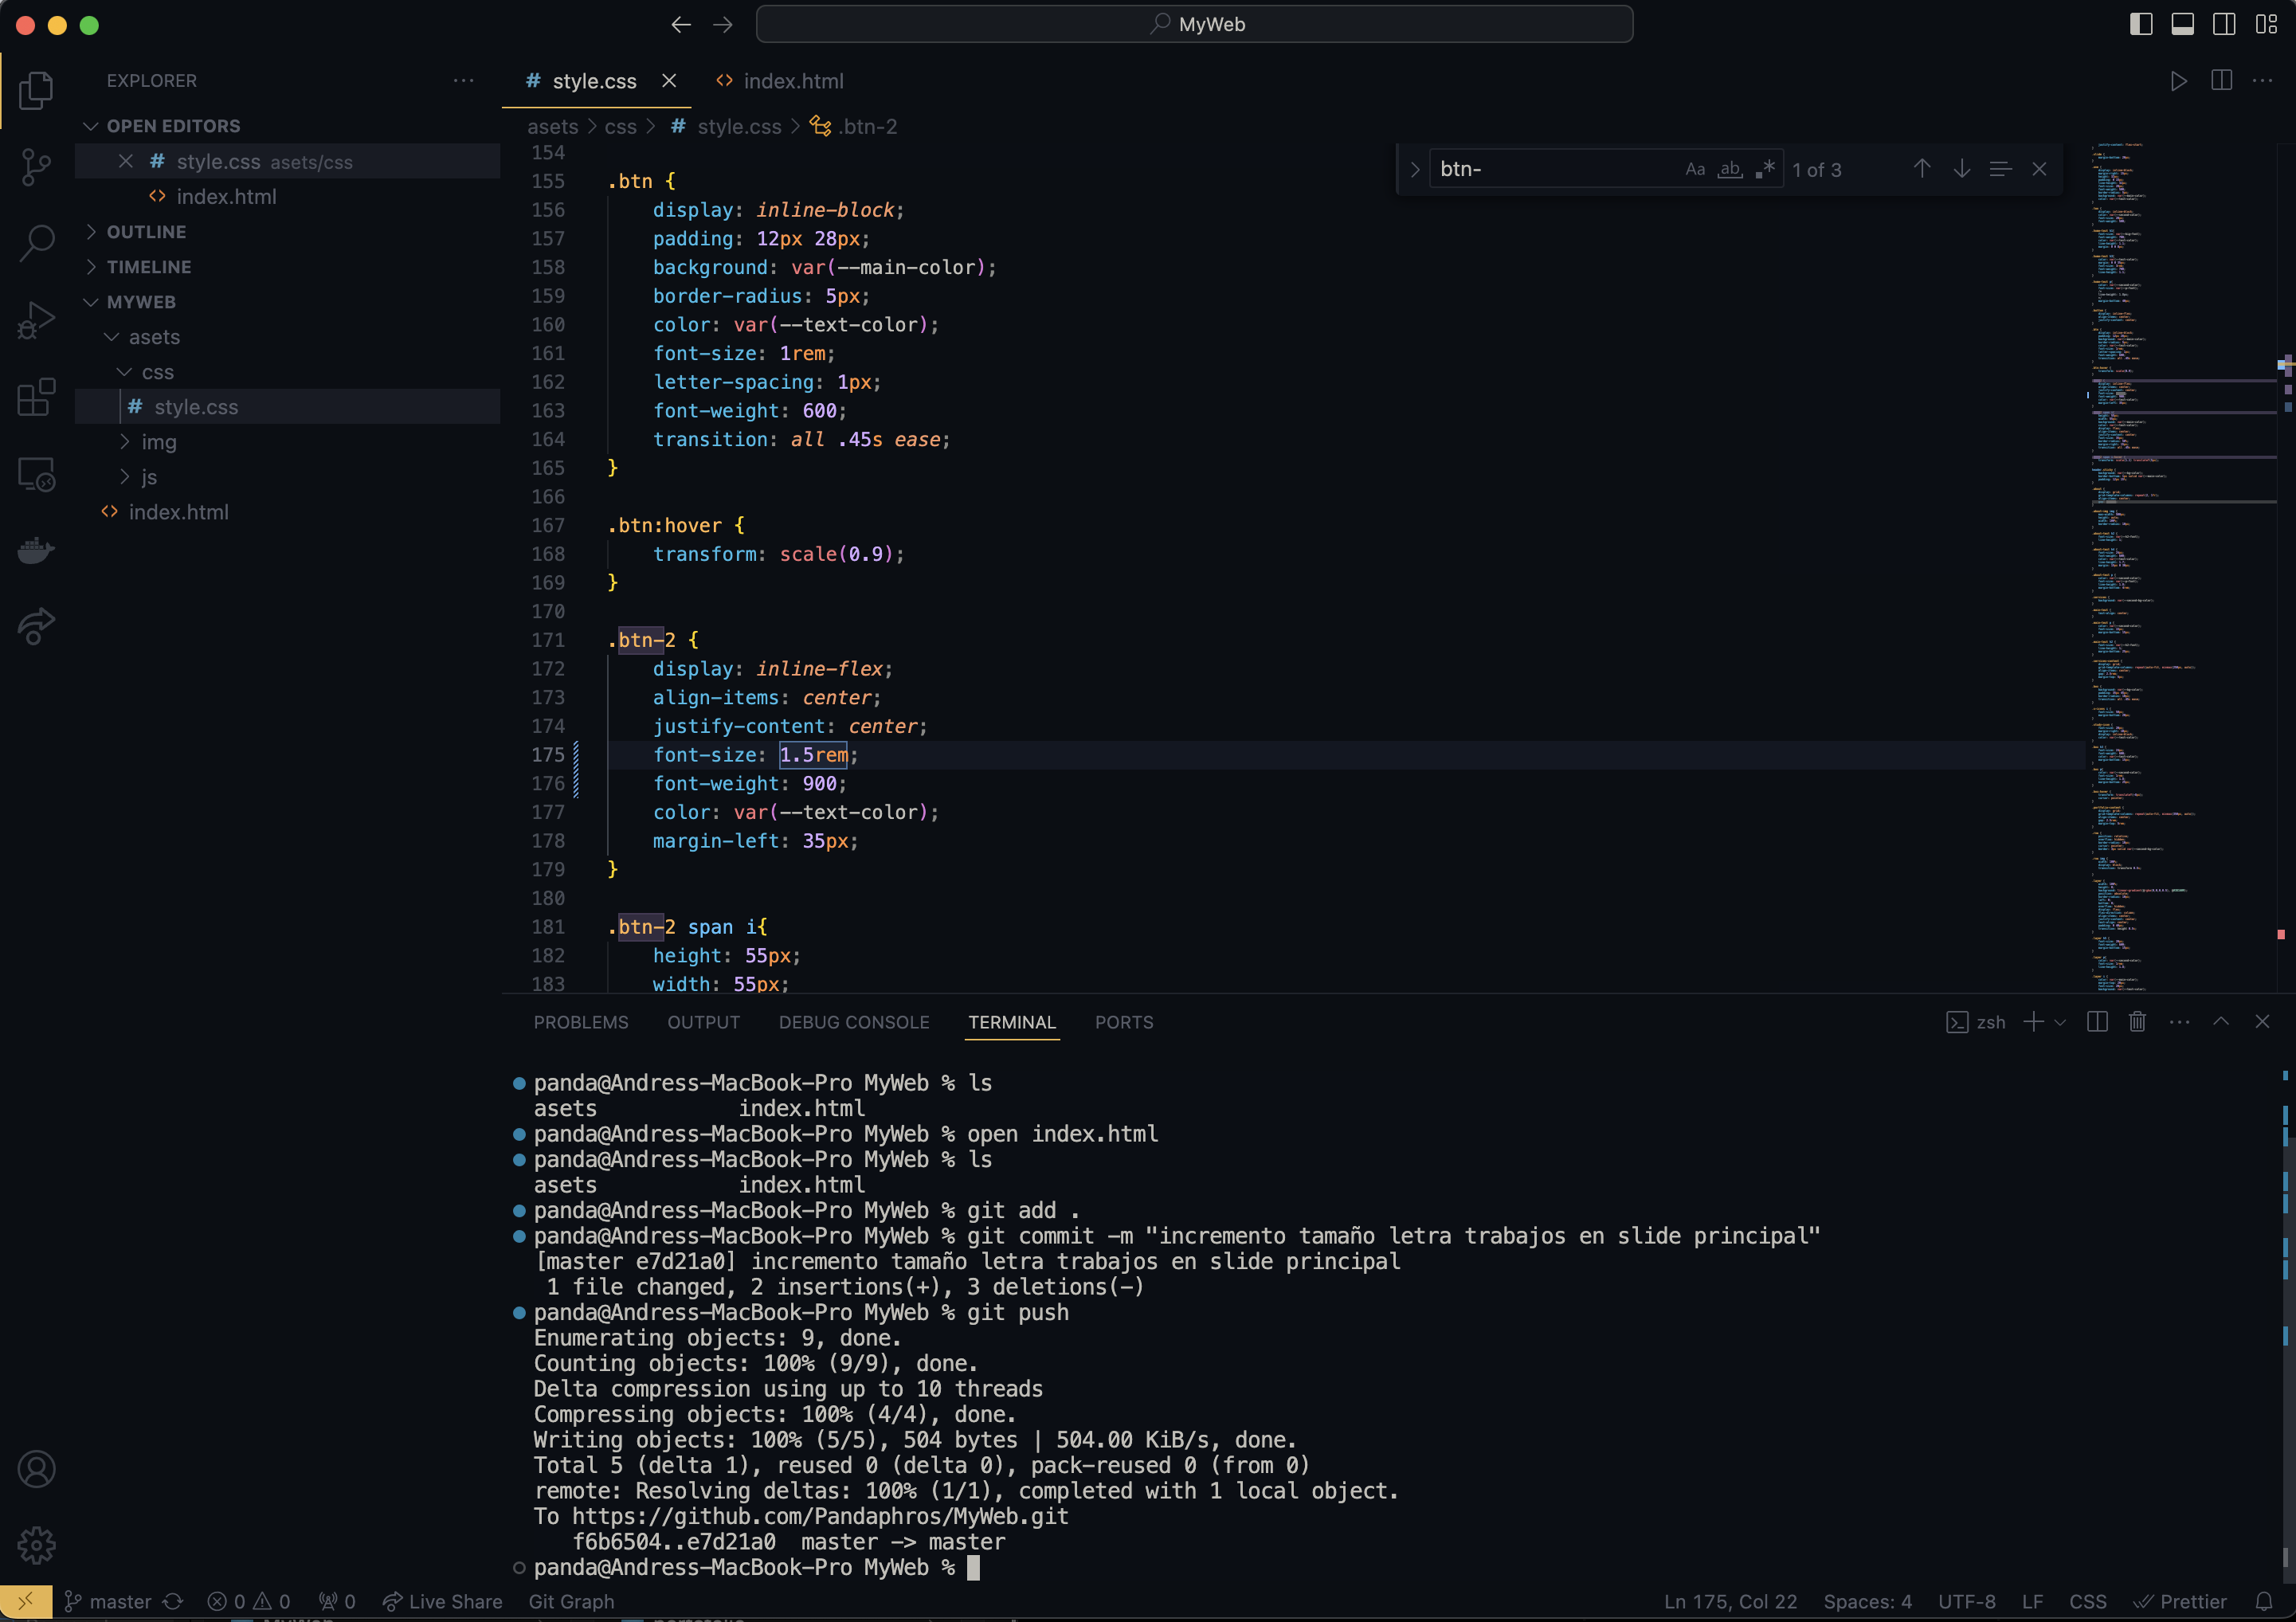 MyWeb
EXPLORER
OPEN EDITORS
style.css asets/css
index.html
OUTLINE
TIMELINE
MYWEB
asets
css
# style.css
img
js
index.html
# style.css
index.html
asets > css > # style.css > .btn-2
btn-
Aa ab .* 1 of 3
154
155 .btn {
156 display: inline-block;
157 padding: 12px 28px;
158 background: var(--main-color);
159 border-radius: 5px;
160 color: var(--text-color);
161 font-size: 1rem;
162 letter-spacing: 1px;
163 font-weight: 600;
164 transition: all .45s ease;
165 }
166
167 .btn:hover {
168 transform: scale(0.9);
169 }
170
171 .btn-2 {
172 display: inline-flex;
173 align-items: center;
174 justify-content: center;
175 font-size: 1.5rem;
176 font-weight: 900;
177 color: var(--text-color);
178 margin-left: 35px;
179 }
180
181 .btn-2 span i{
182 height: 55px;
183 width: 55px;
PROBLEMS OUTPUT DEBUG CONSOLE TERMINAL PORTS
zsh
panda@Andress-MacBook-Pro MyWeb % ls
asets index.html
panda@Andress-MacBook-Pro MyWeb % open index.html
panda@Andress-MacBook-Pro MyWeb % ls
asets index.html
panda@Andress-MacBook-Pro MyWeb % git add .
panda@Andress-MacBook-Pro MyWeb % git commit -m "incremento tamaño letra trabajos en slide principal"
[master e7d21a0] incremento tamaño letra trabajos en slide principal
1 file changed, 2 insertions(+), 3 deletions(-)
panda@Andress-MacBook-Pro MyWeb % git push
Enumerating objects: 9, done.
Counting objects: 100% (9/9), done.
Delta compression using up to 10 threads
Compressing objects: 100% (4/4), done.
Writing objects: 100% (5/5), 504 bytes | 504.00 KiB/s, done.
Total 5 (delta 1), reused 0 (delta 0), pack-reused 0 (from 0)
remote: Resolving deltas: 100% (1/1), completed with 1 local object.
To https://github.com/Pandaphros/MyWeb.git
f6b6504..e7d21a0 master -> master
panda@Andress-MacBook-Pro MyWeb %
master 0 0 0 Live Share Git Graph
Ln 175, Col 22 Spaces: 4 UTF-8 LF CSS Prettier